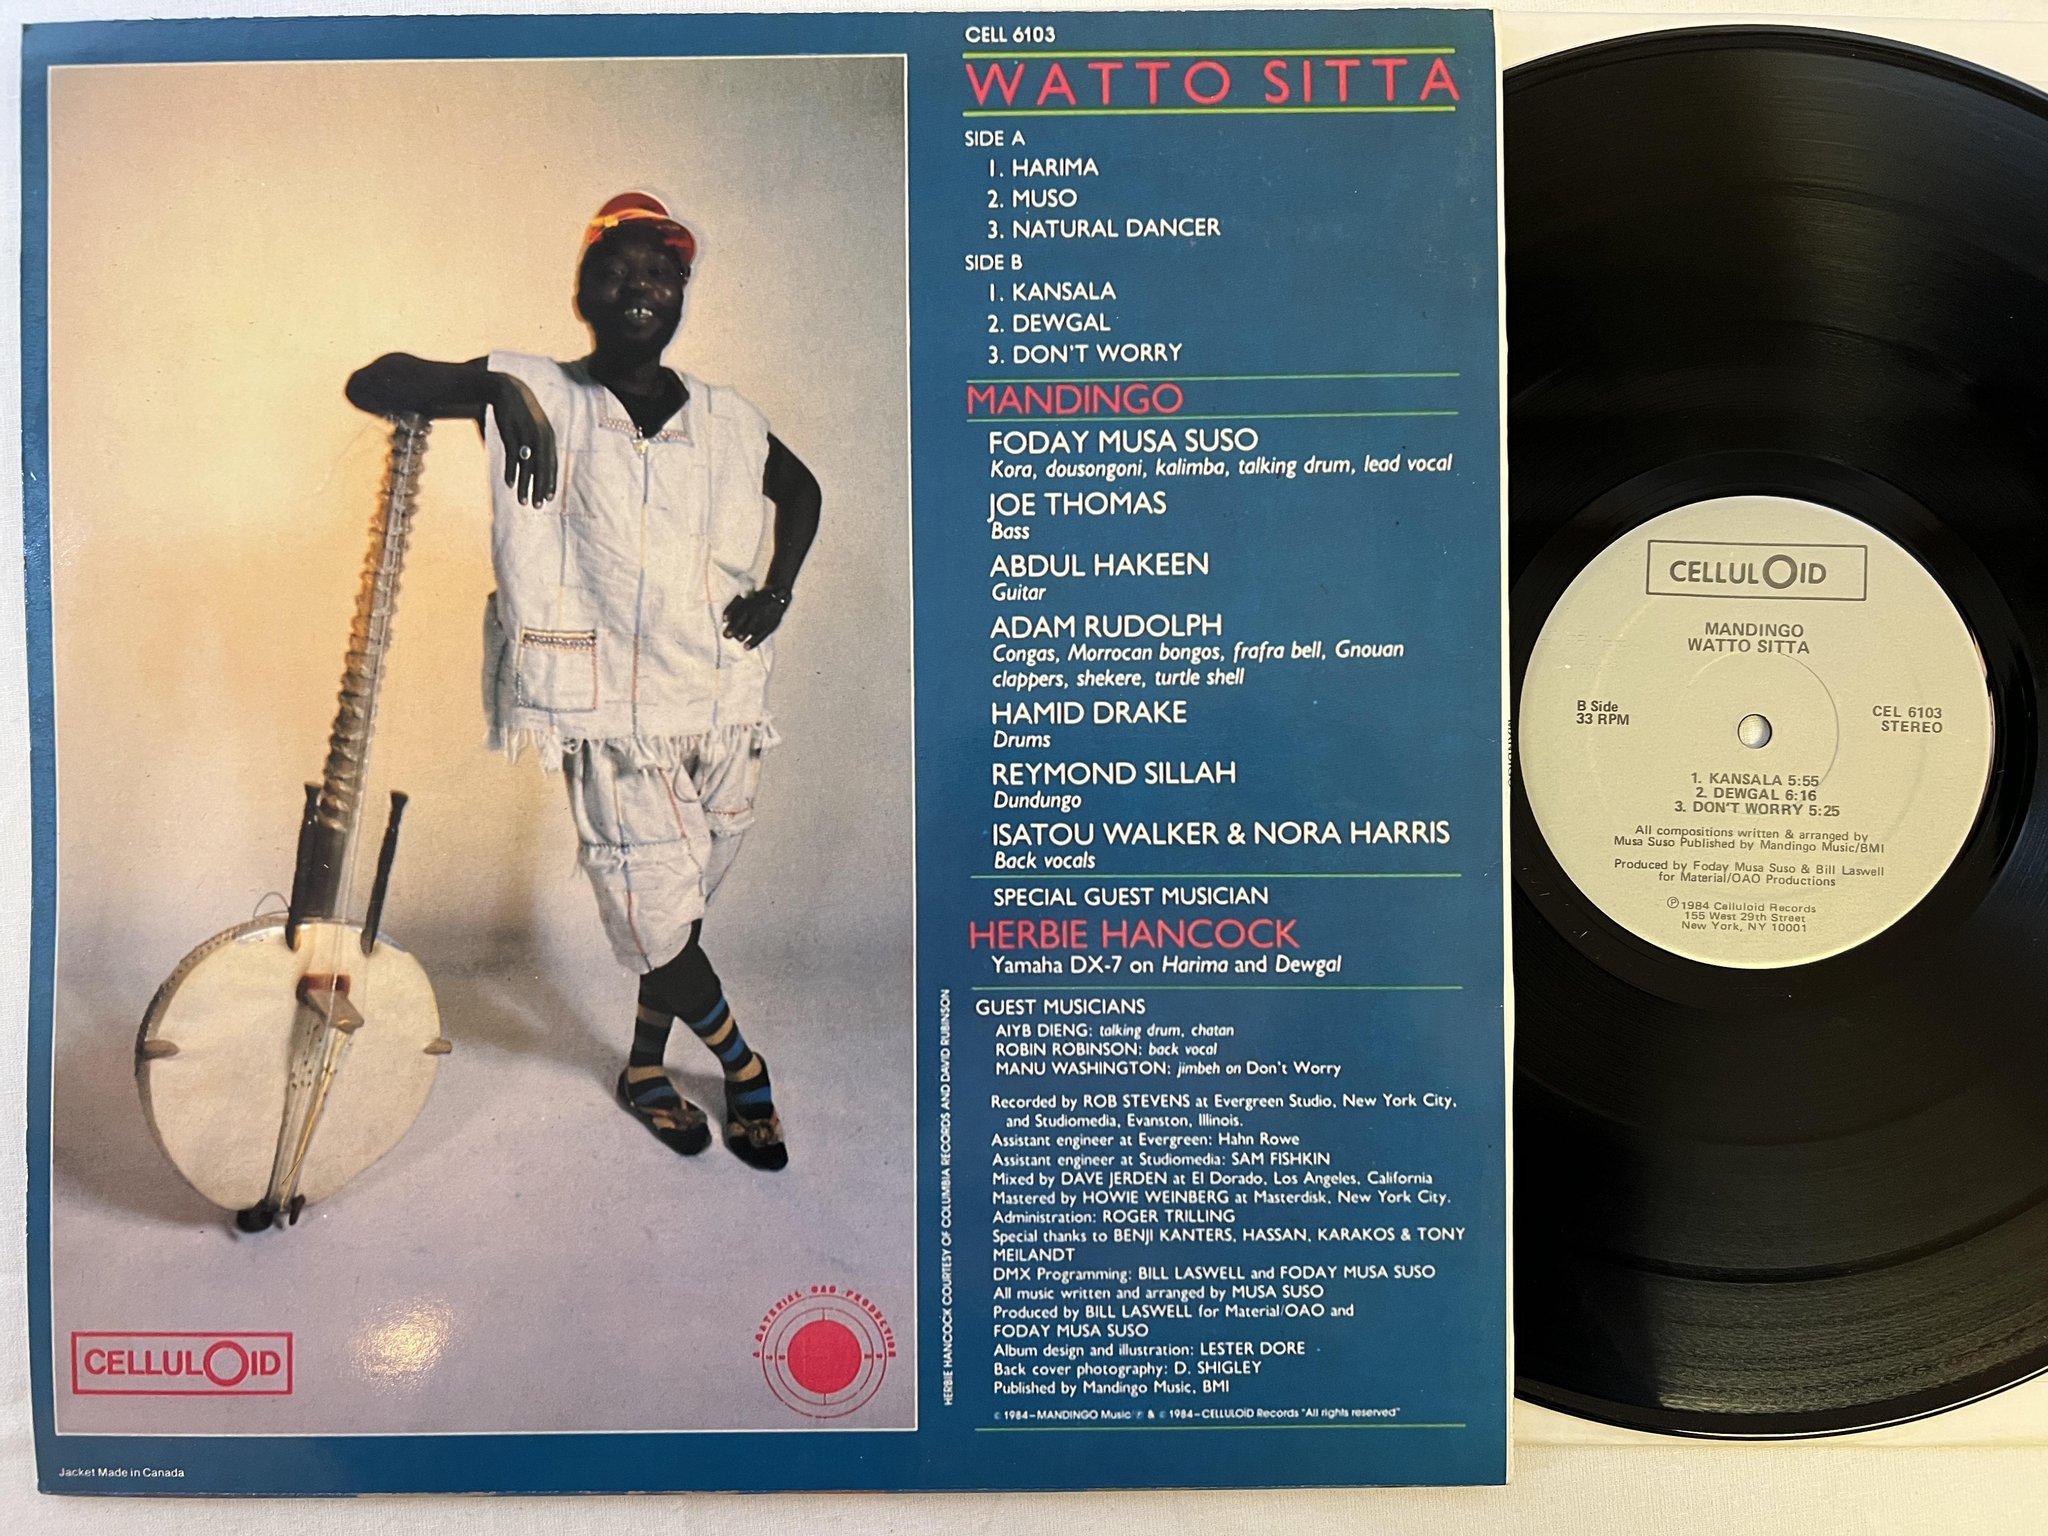 CELL 6103
WATTO SITTA
SIDE A
1. HARIMA
2. MUSO
3. NATURAL DANCER
SIDE B
1. KANSALA
2. DEWGAL
3. DON'T WORRY
MANDINGO
FODAY MUSA SUSO
Kora, dousongoni, kalimba, talking drum, lead vocal
JOE THOMAS
Bass
ABDUL HAKEEN
Guitar
ADAM RUDOLPH
Congas, Morrocan bongos, frafra bell, Gnouan
clappers, shekere, turtle shell
HAMID DRAKE
Drums
REYMOND SILLAH
Dundungo
ISATOU WALKER & NORA HARRIS
Back vocals
SPECIAL GUEST MUSICIAN
HERBIE HANCOCK
Yamaha DX-7 on Harima and Dewgal
GUEST MUSICIANS
AIYB DIENG: talking drum, chatan
ROBIN ROBINSON: back vocal
MANU WASHINGTON: jimbeh on Don't Worry
Recorded by ROB STEVENS at Evergreen Studio, New York City,
and Studiomedia, Evanston, Illinois.
Assistant engineer at Evergreen: Hahn Rowe
Assistant engineer at Studiomedia: SAM FISHKIN
Mixed by DAVE JERDEN at El Dorado, Los Angeles, California
Mastered by HOWIE WEINBERG at Masterdisk, New York City.
Administration: ROGER TRILLING
Special thanks to BENJI KANTERS, HASSAN, KARAKOS & TONY
MEILANDT
DMX Programming: BILL LASWELL and FODAY MUSA SUSO
All music written and arranged by MUSA SUSO
Produced by BILL LASWELL for Material/OAO and
FODAY MUSA SUSO
Album design and illustration: LESTER DORE
Back cover photography: D. SHIGLEY
Published by Mandingo Music, BMI
© 1984-MANDINGO Music ℗ & © 1984-CELLULOID Records "All rights reserved"
HERBIE HANCOCK COURTESY OF COLUMBIA RECORDS AND DAVID RUBINSON
CELLULOID
A MATERIAL OAO PRODUCTION
Jacket Made in Canada
CELLULOID
MANDINGO
WATTO SITTA
B Side
33 RPM
CEL 6103
STEREO
1. KANSALA 5:55
2. DEWGAL 6:16
3. DON'T WORRY 5:25
All compositions written & arranged by
Musa Suso Published by Mandingo Music/BMI
Produced by Foday Musa Suso & Bill Laswell
for Material/OAO Productions
℗1984 Celluloid Records
155 West 29th Street
New York, NY 10001